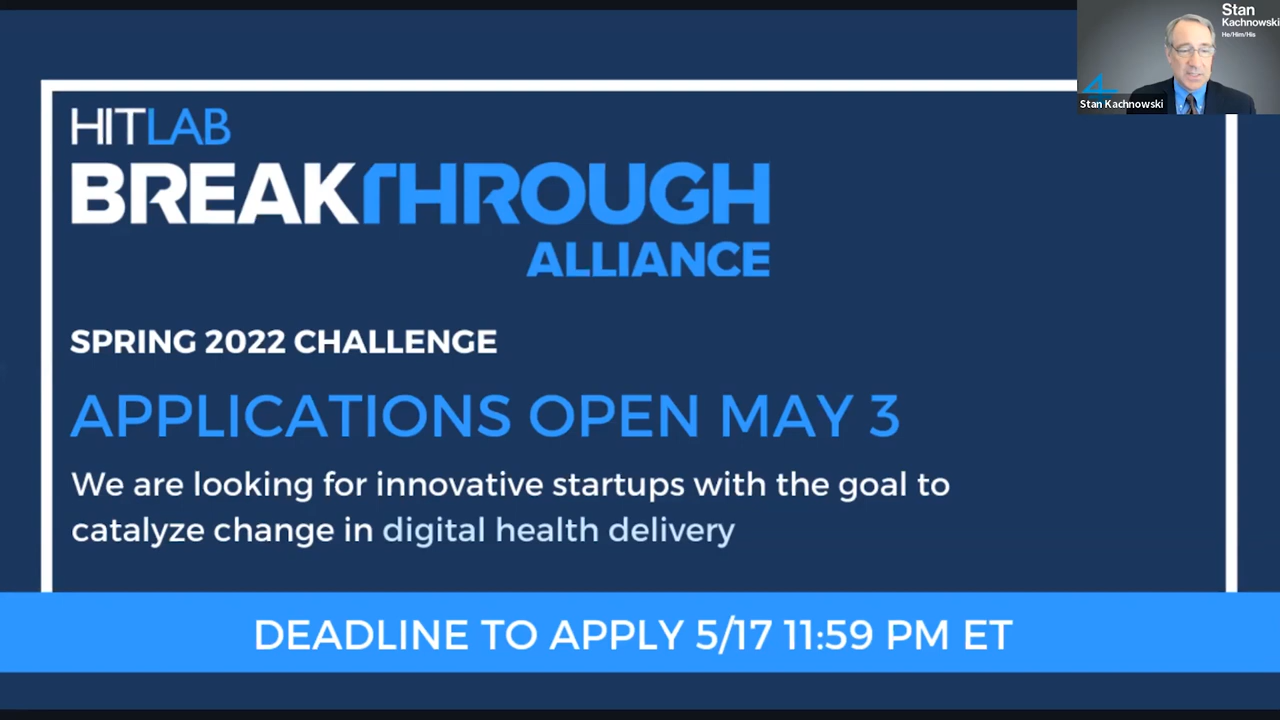 HITLAB
BREAKTHROUGH
ALLIANCE
SPRING 2022 CHALLENGE
APPLICATIONS OPEN MAY 3
We are looking for innovative startups with the goal to
catalyze change in digital health delivery
DEADLINE TO APPLY 5/17 11:59 PM ET
Stan
Kachnowski
He/Him/His
Stan Kachnowski